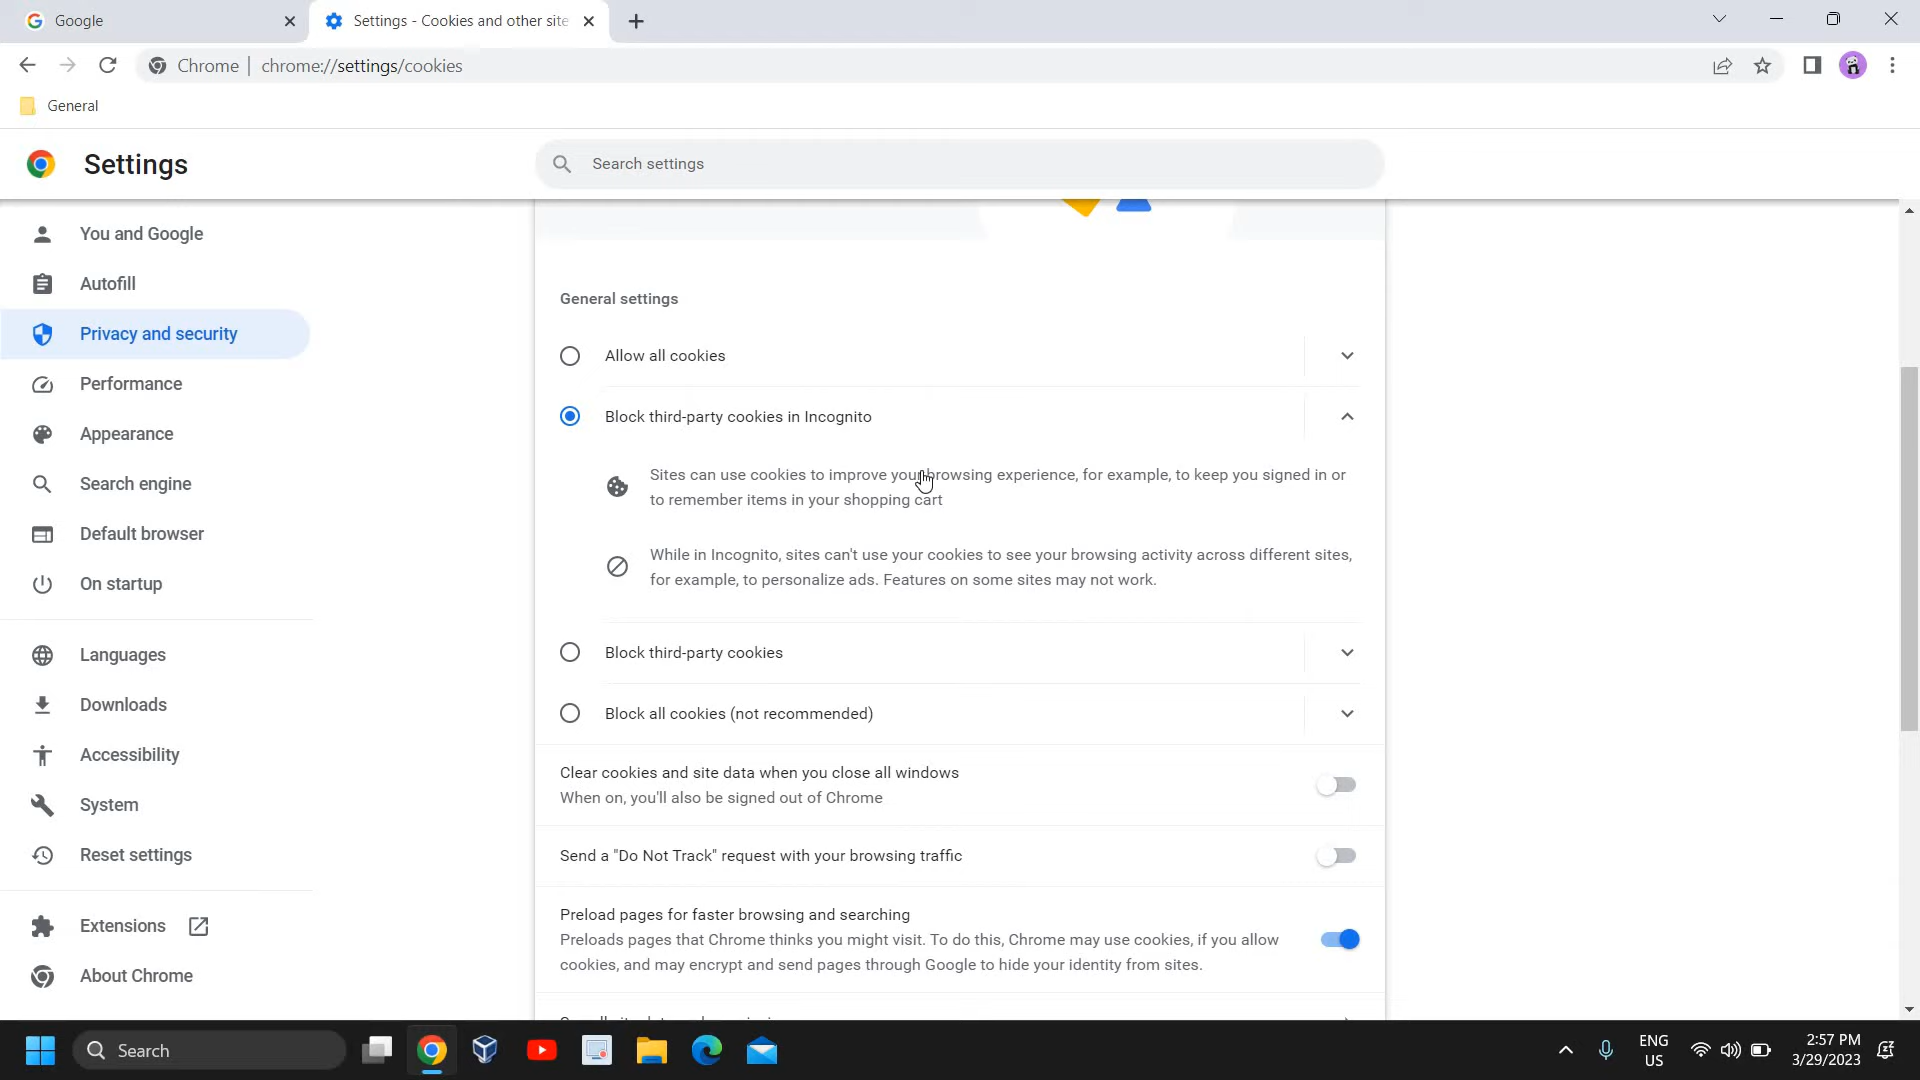 Google
Settings - Cookies and other site
Chrome | chrome://settings/cookies
General
Settings
Search settings
You and Google
Autofill
Privacy and security
Performance
Appearance
Search engine
Default browser
On startup
Languages
Downloads
Accessibility
System
Reset settings
Extensions
About Chrome
General settings
Allow all cookies
Block third-party cookies in Incognito
Sites can use cookies to improve your browsing experience, for example, to keep you signed in or
to remember items in your shopping cart
While in Incognito, sites can't use your cookies to see your browsing activity across different sites,
for example, to personalize ads. Features on some sites may not work.
Block third-party cookies
Block all cookies (not recommended)
Clear cookies and site data when you close all windows
When on, you'll also be signed out of Chrome
Send a "Do Not Track" request with your browsing traffic
Preload pages for faster browsing and searching
Preloads pages that Chrome thinks you might visit. To do this, Chrome may use cookies, if you allow
cookies, and may encrypt and send pages through Google to hide your identity from sites.
Search
ENG
US
2:57 PM
3/29/2023